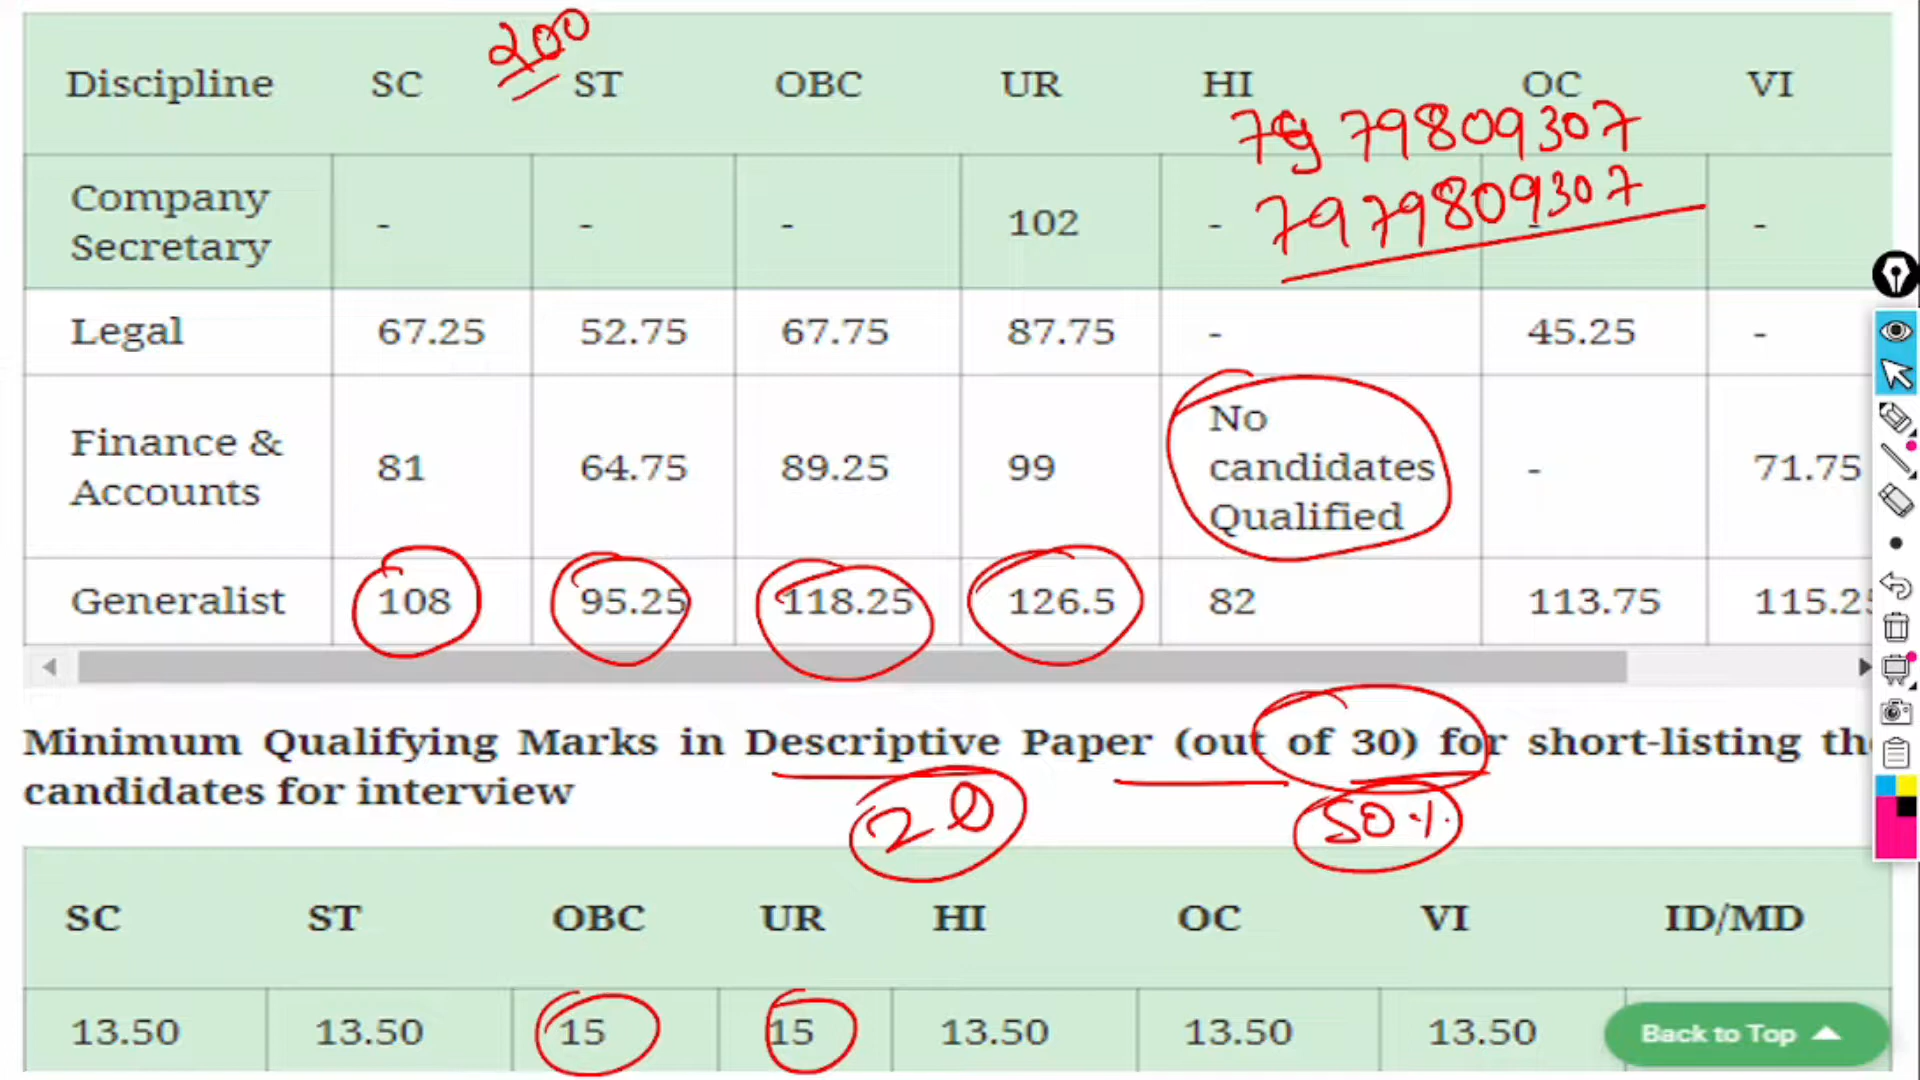 200
Discipline SC ST OBC UR HI OC VI
79 79809307
7979809307
Company Secretary - - - 102 - - -
Legal 67.25 52.75 67.75 87.75 - 45.25 -
Finance & Accounts 81 64.75 89.25 99 No candidates Qualified - 71.75
Generalist 108 95.25 118.25 126.5 82 113.75
Minimum Qualifying Marks in Descriptive Paper (out of 30) for short-listing
candidates for interview
20 50%
SC ST OBC UR HI OC VI ID/MD
13.50 13.50 15 15 13.50 13.50 13.50
Back to Top